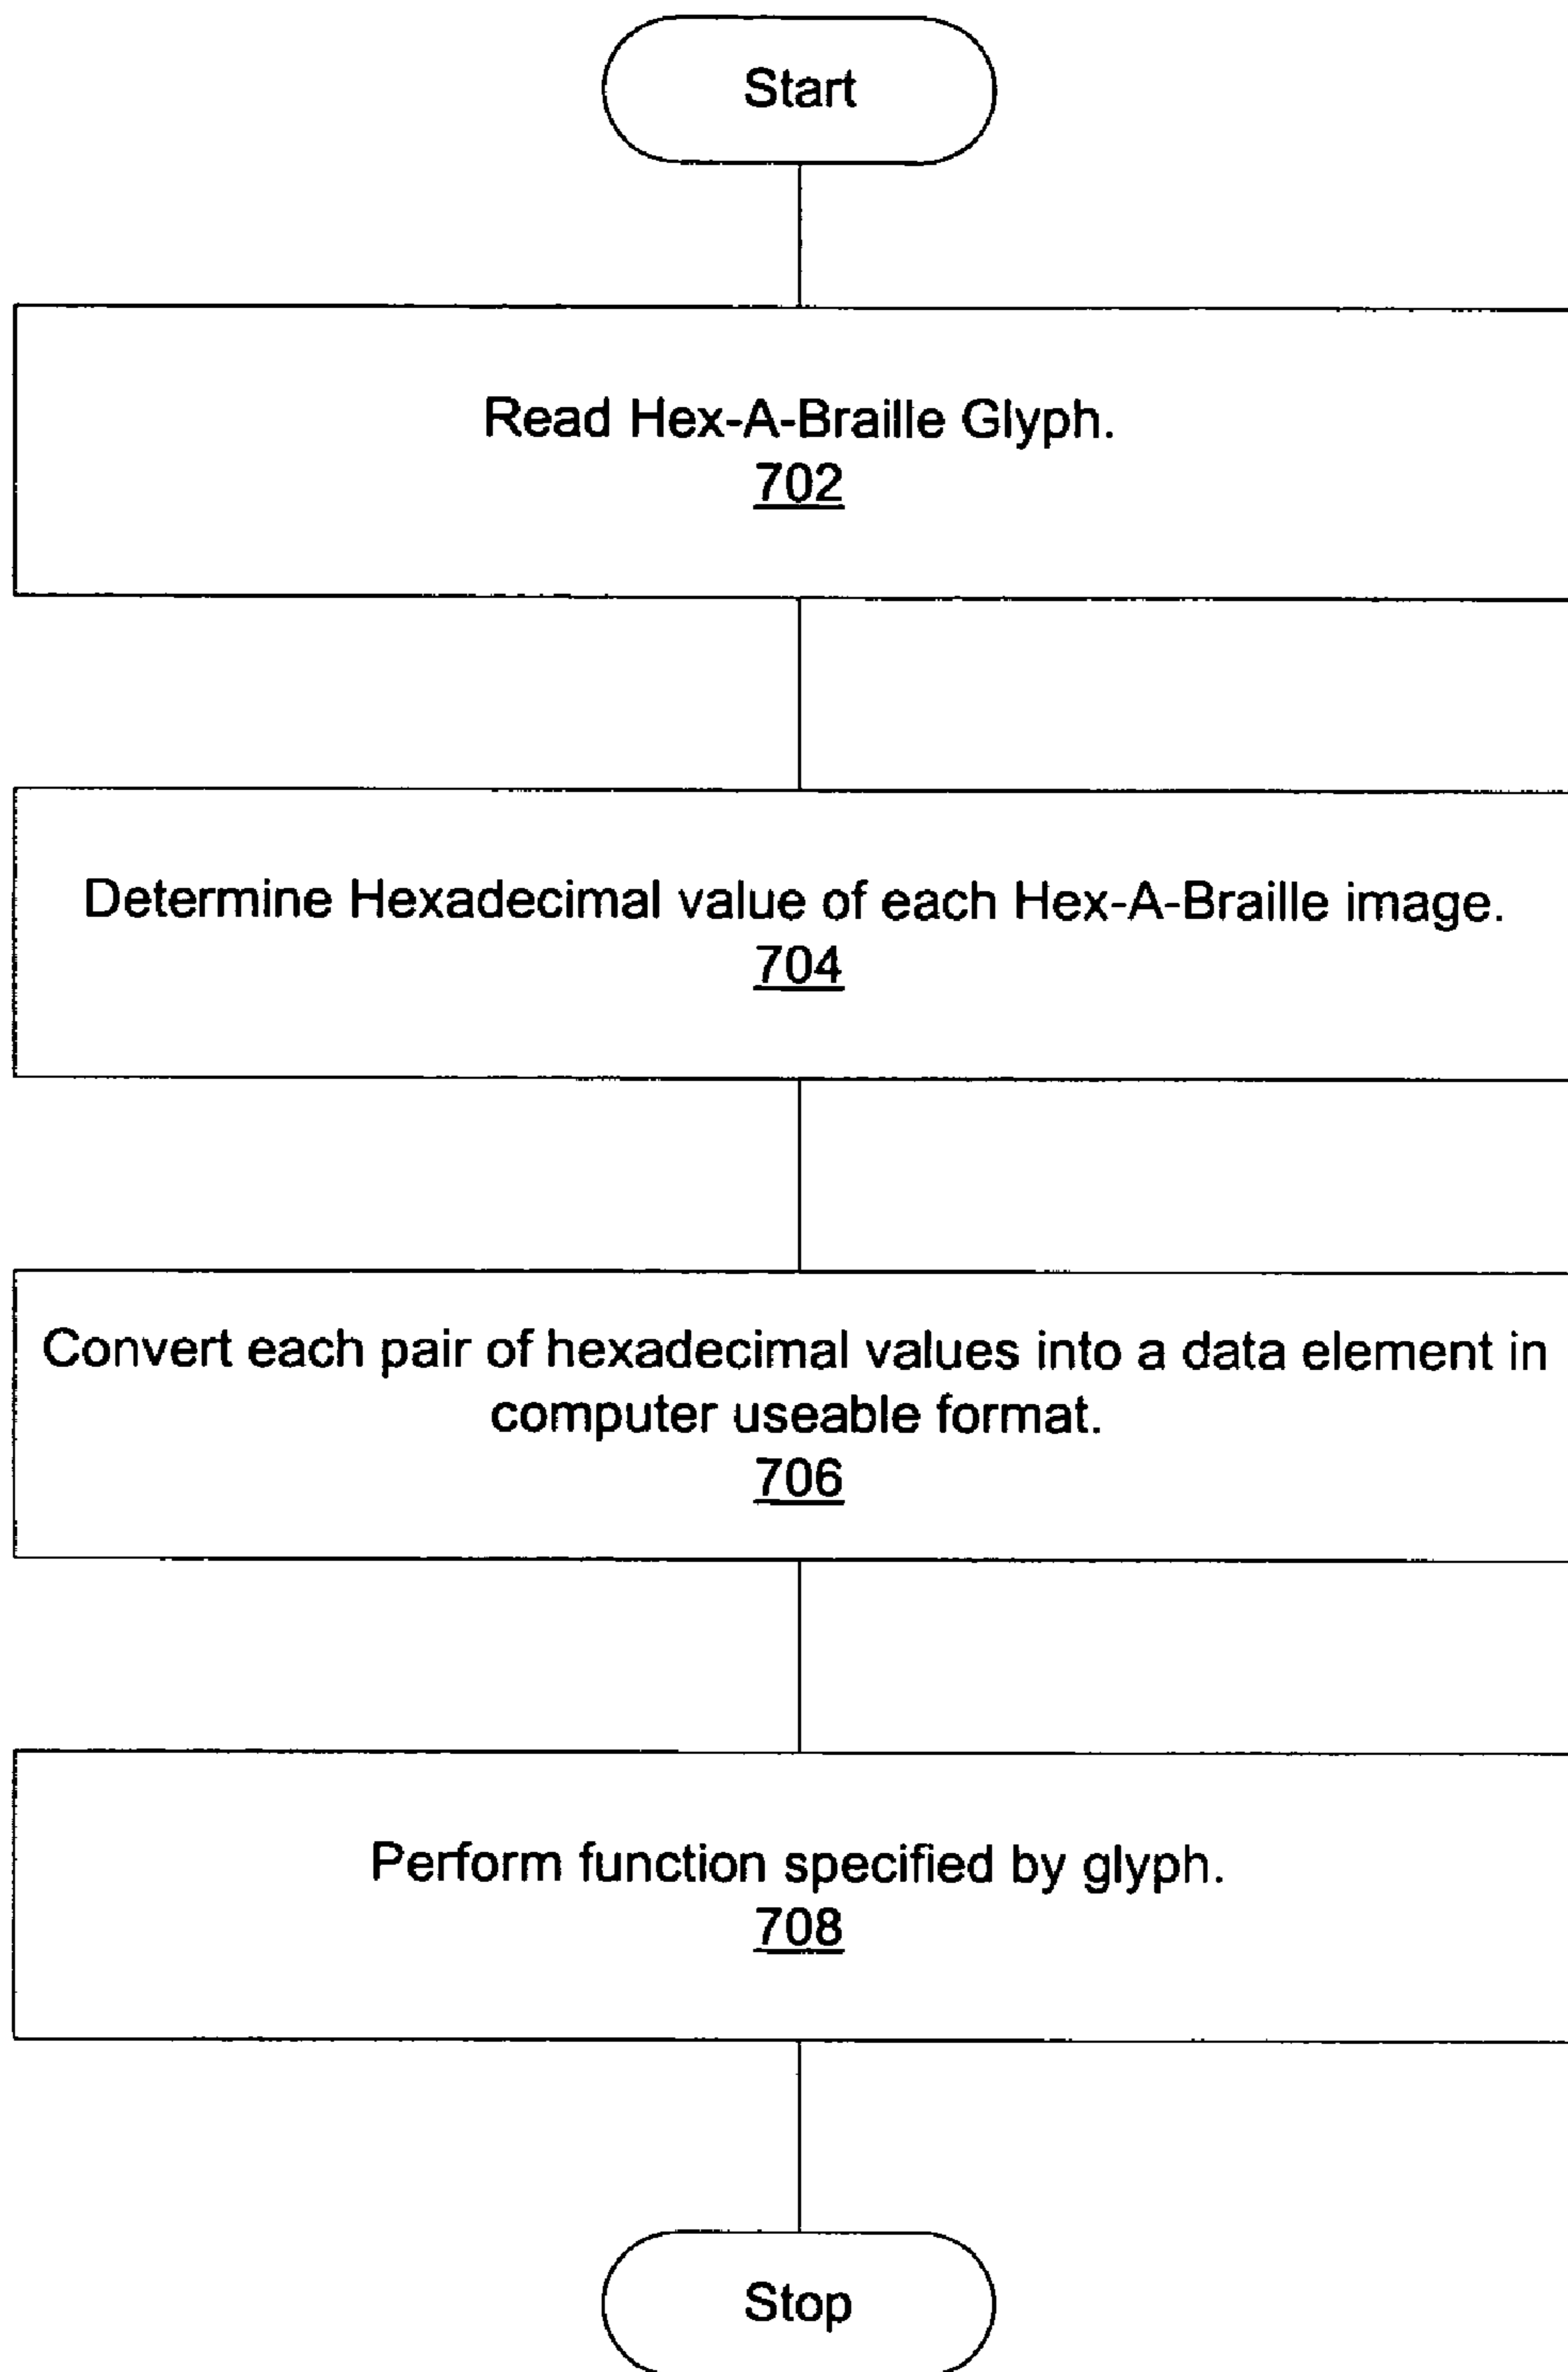 Start
Read Hex-A-Braille Glyph.
702
Determine Hexadecimal value of each Hex-A-Braille image.
704
Convert each pair of hexadecimal values into a data element in
computer useable format.
706
Perform function specified by glyph.
708
Stop